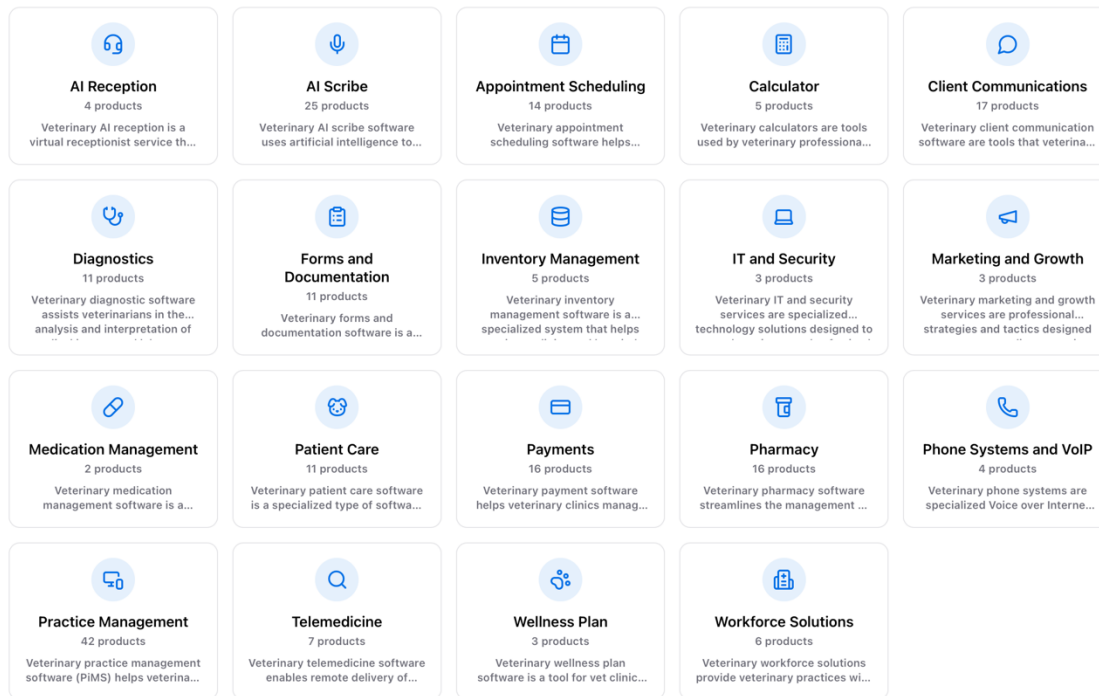 AI Reception
4 products
Veterinary AI reception is a
virtual receptionist service th...
AI Scribe
25 products
Veterinary AI scribe software
uses artificial intelligence to...
Appointment Scheduling
14 products
Veterinary appointment
scheduling software helps...
Calculator
5 products
Veterinary calculators are tools
used by veterinary professiona...
Client Communications
17 products
Veterinary client communication
software are tools that veterina...
Diagnostics
11 products
Veterinary diagnostic software
assists veterinarians in the...
analysis and interpretation of
Forms and
Documentation
11 products
Veterinary forms and
documentation software is a...
Inventory Management
5 products
Veterinary inventory
management software is a...
specialized system that helps
IT and Security
3 products
Veterinary IT and security
services are specialized...
technology solutions designed to
Marketing and Growth
3 products
Veterinary marketing and growth
services are professional...
strategies and tactics designed
Medication Management
2 products
Veterinary medication
management software is a...
Patient Care
11 products
Veterinary patient care software
is a specialized type of softwa...
Payments
16 products
Veterinary payment software
helps veterinary clinics manag...
Pharmacy
16 products
Veterinary pharmacy software
streamlines the management ...
Phone Systems and VoIP
4 products
Veterinary phone systems are
specialized Voice over Interne...
Practice Management
42 products
Veterinary practice management
software (PiMS) helps veterina...
Telemedicine
7 products
Veterinary telemedicine software
enables remote delivery of...
Wellness Plan
3 products
Veterinary wellness plan
software is a tool for vet clinic...
Workforce Solutions
6 products
Veterinary workforce solutions
provide veterinary practices wi...